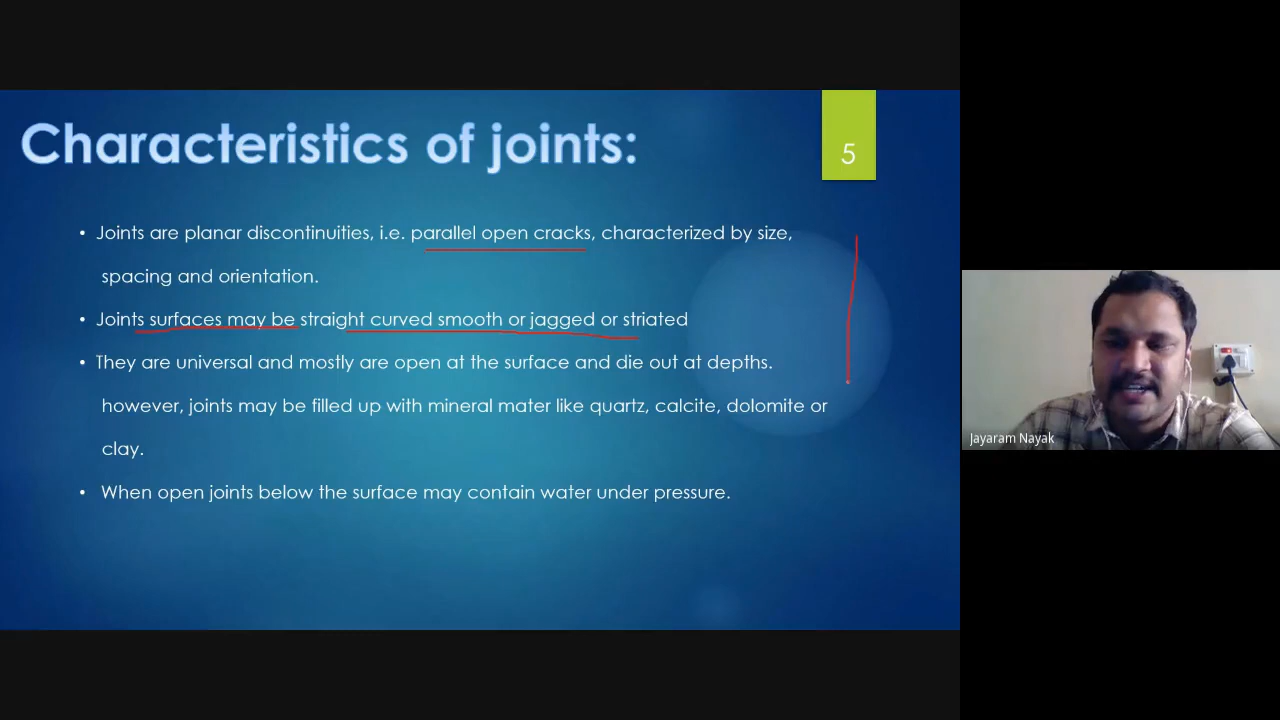 Characteristics of joints:
5
• Joints are planar discontinuities, i.e. parallel open cracks, characterized by size,
spacing and orientation.
• Joints surfaces may be straight curved smooth or jagged or striated
• They are universal and mostly are open at the surface and die out at depths.
however, joints may be filled up with mineral mater like quartz, calcite, dolomite or
clay.
• When open joints below the surface may contain water under pressure.
Jayaram Nayak